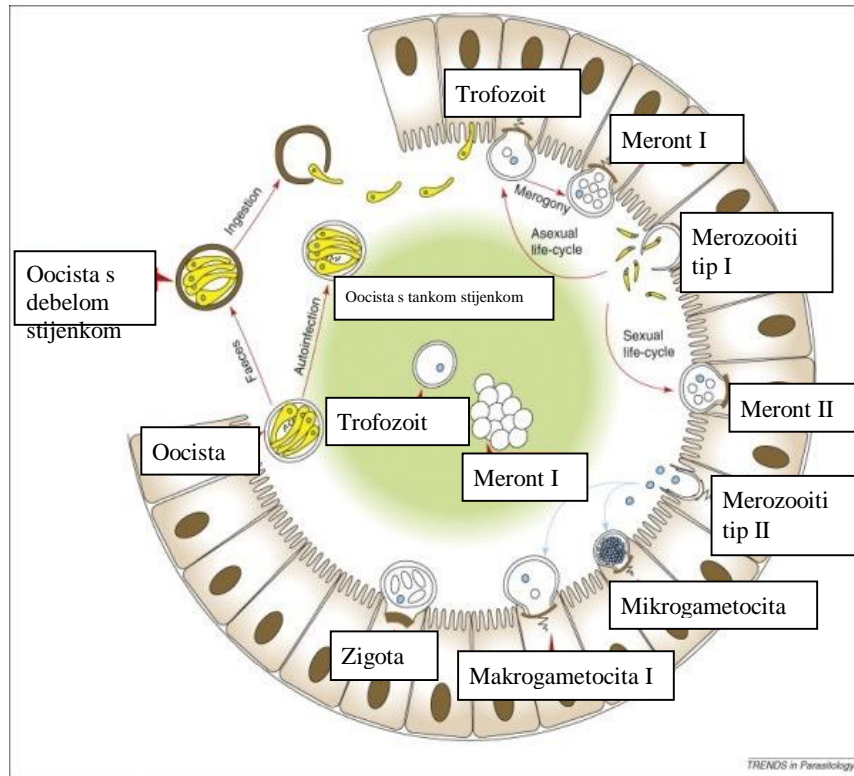 Trofozoit
Meront I
Ingestion
Merogony
Asexual
life-cycle
Merozooiti
tip I
Oocista s
debelom
stijenkom
Oocista s tankom stijenkom
Sexual
life-cycle
Faeces
Autoinfection
Trofozoit
Meront II
Oocista
Meront I
Merozooiti
tip II
Mikrogametocita
Zigota
Makrogametocita I
TRENDS in Parasitology